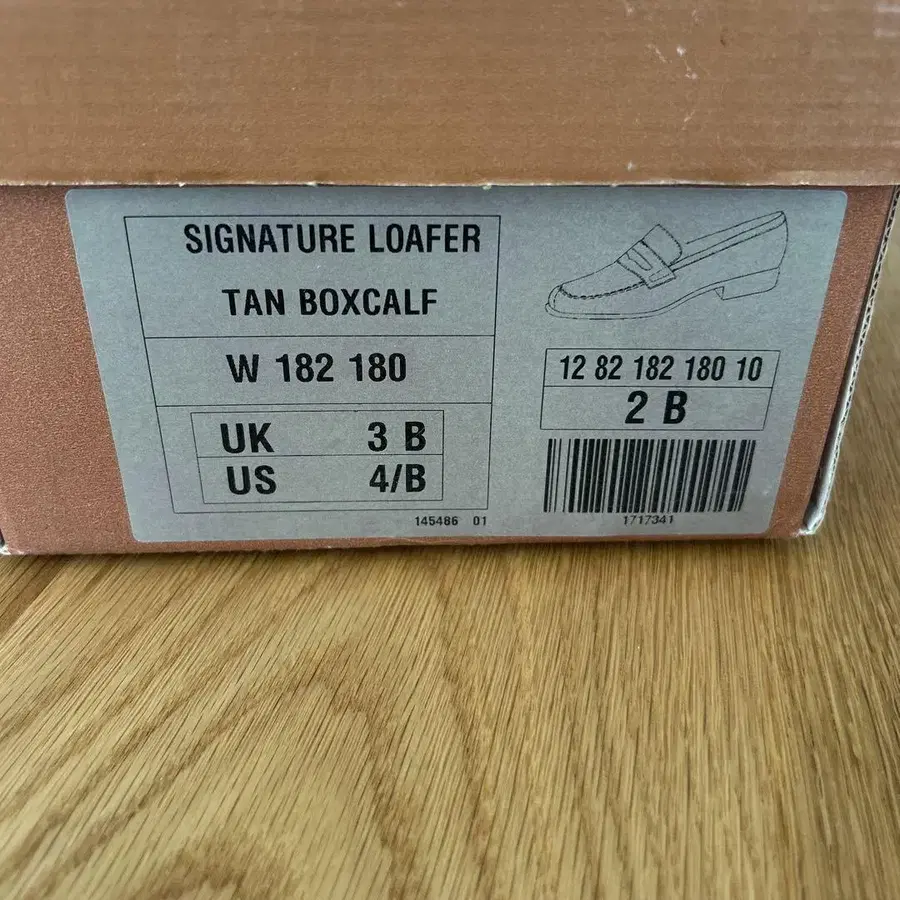 SIGNATURE LOAFER
TAN BOXCALF
W 182 180
UK 3 B
US 4/B
145486 01
12 82 182 180 10
2 B
1717341